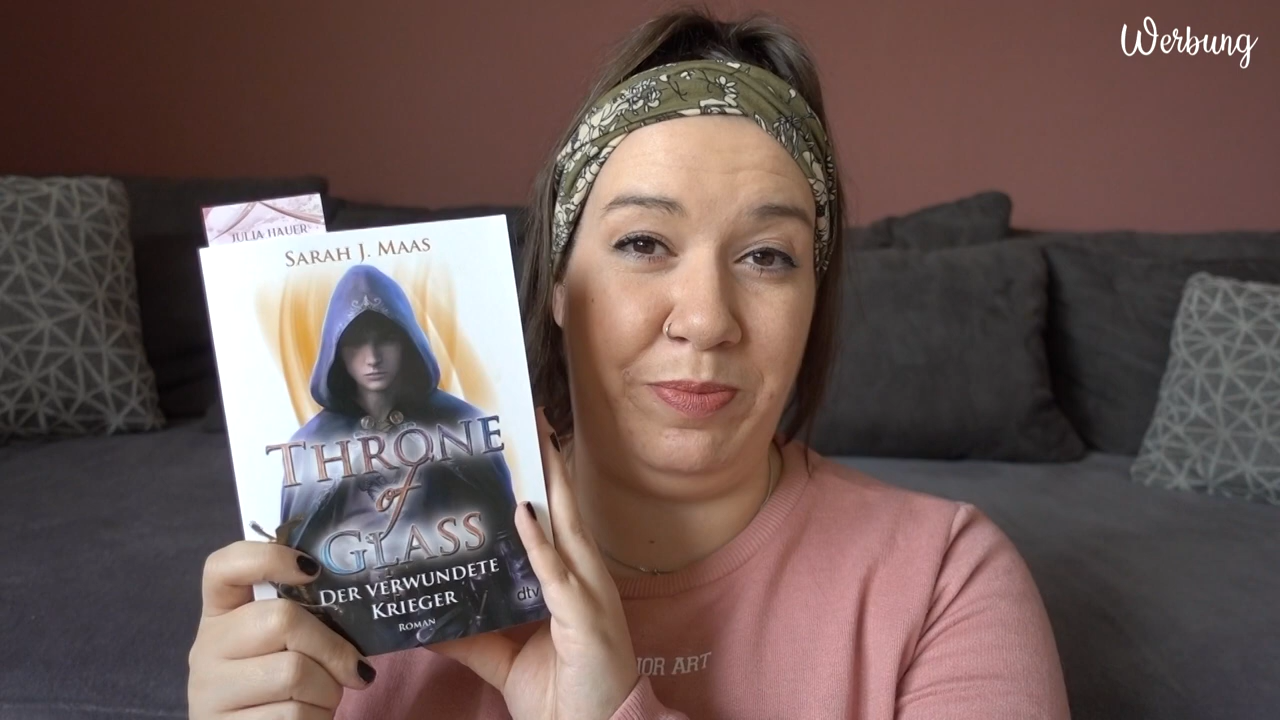 Werbung
JULIA HAUER
SARAH J. MAAS
THRONE
of
GLASS
DER VERWUNDETE
KRIEGER
ROMAN
dtv
IOR ART